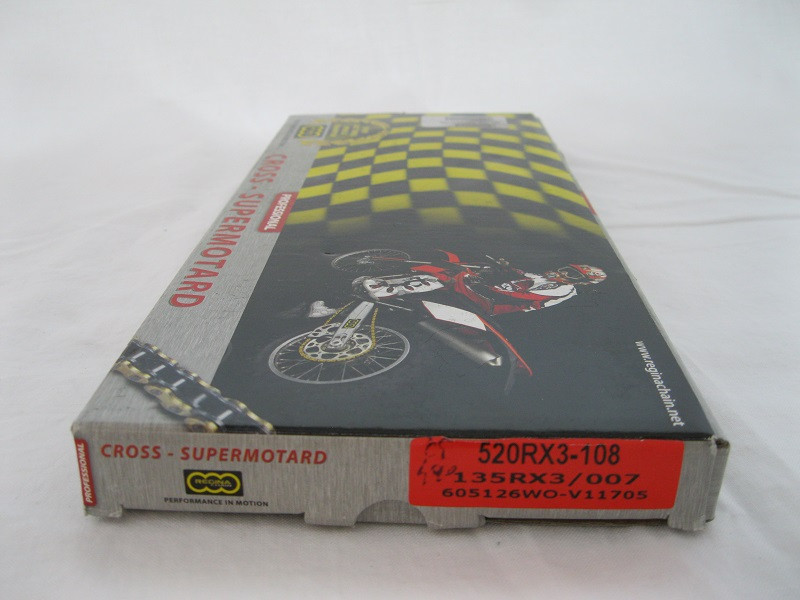 CROSS - SUPERMOTARD
PROFESSIONAL
www.reginachain.net
PROFESSIONAL
CROSS - SUPERMOTARD
REGINA
PERFORMANCE IN MOTION
520RX3-108
135RX3/007
605126WO-V11705